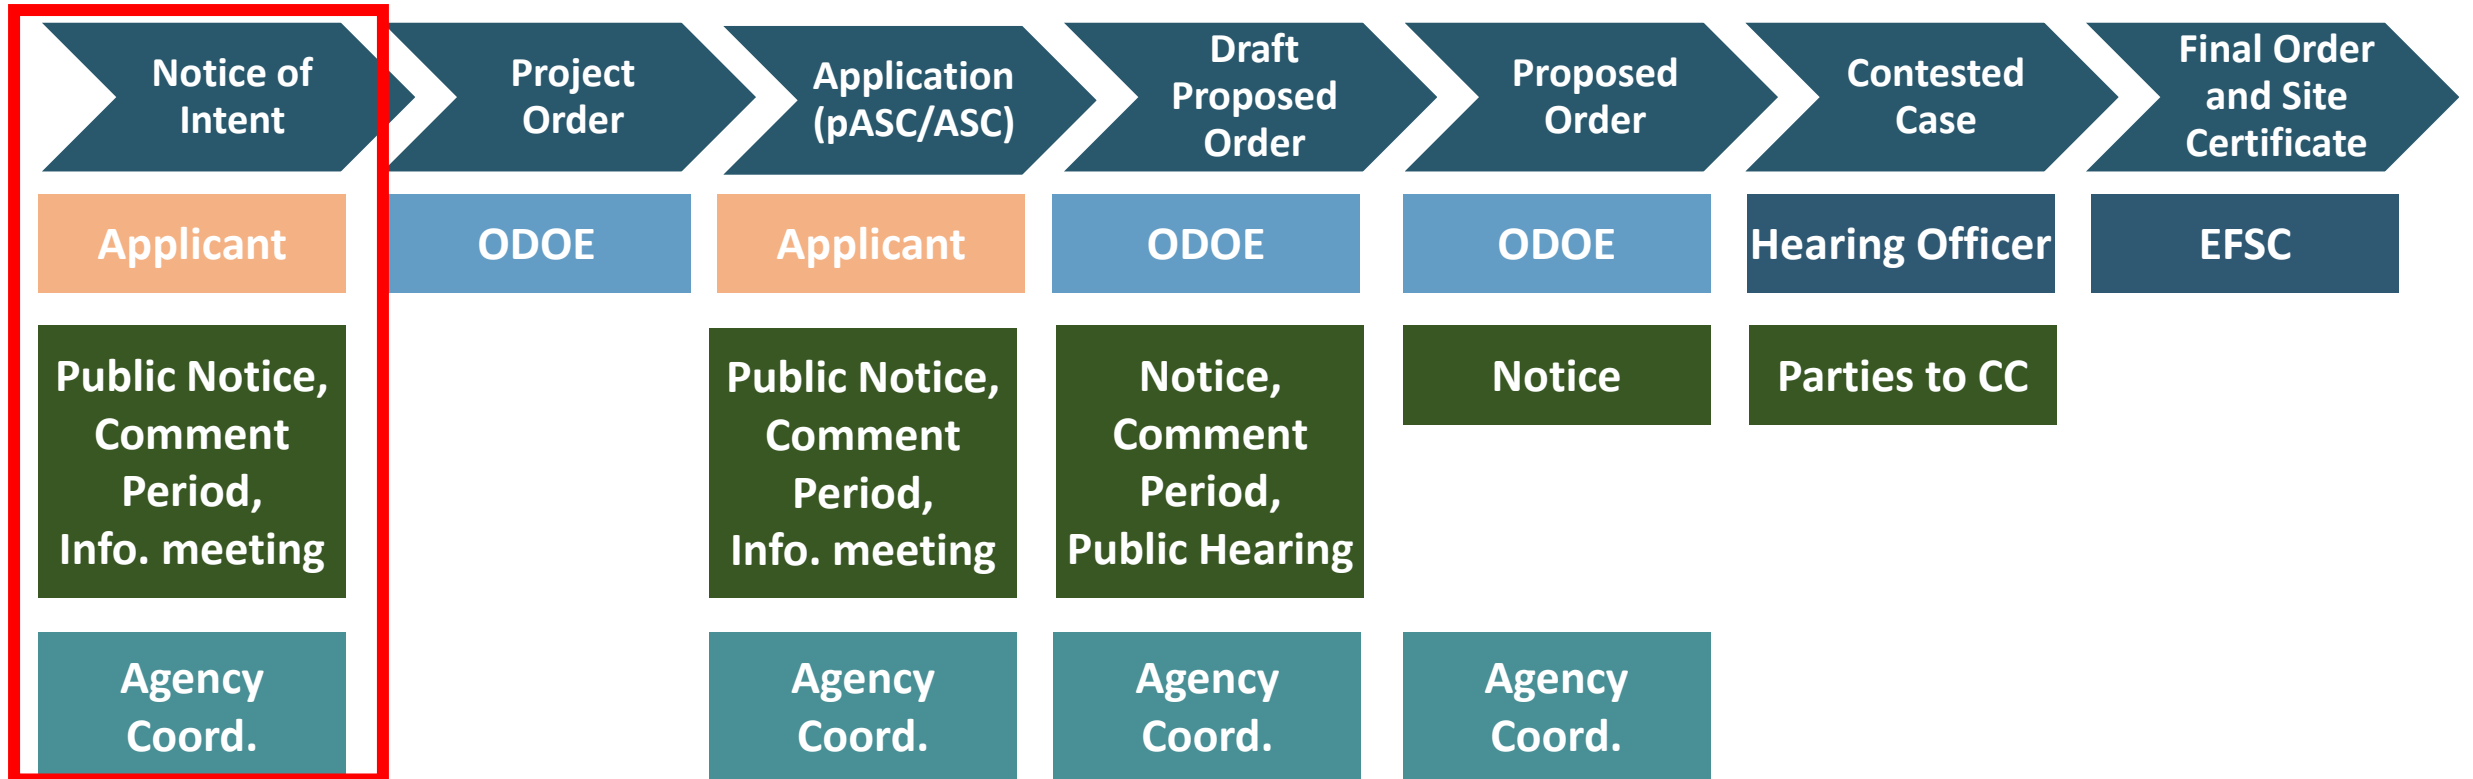 Notice of
Intent
Project
Order
Application
(pASC/ASC)
Draft
Proposed
Order
Proposed
Order
Contested
Case
Final Order
and Site
Certificate
Applicant
ODOE
Applicant
ODOE
ODOE
Hearing Officer
EFSC
Public Notice,
Comment
Period,
Info. meeting
Public Notice,
Comment
Period,
Info. meeting
Notice,
Comment
Period,
Public Hearing
Notice
Parties to CC
Agency
Coord.
Agency
Coord.
Agency
Coord.
Agency
Coord.